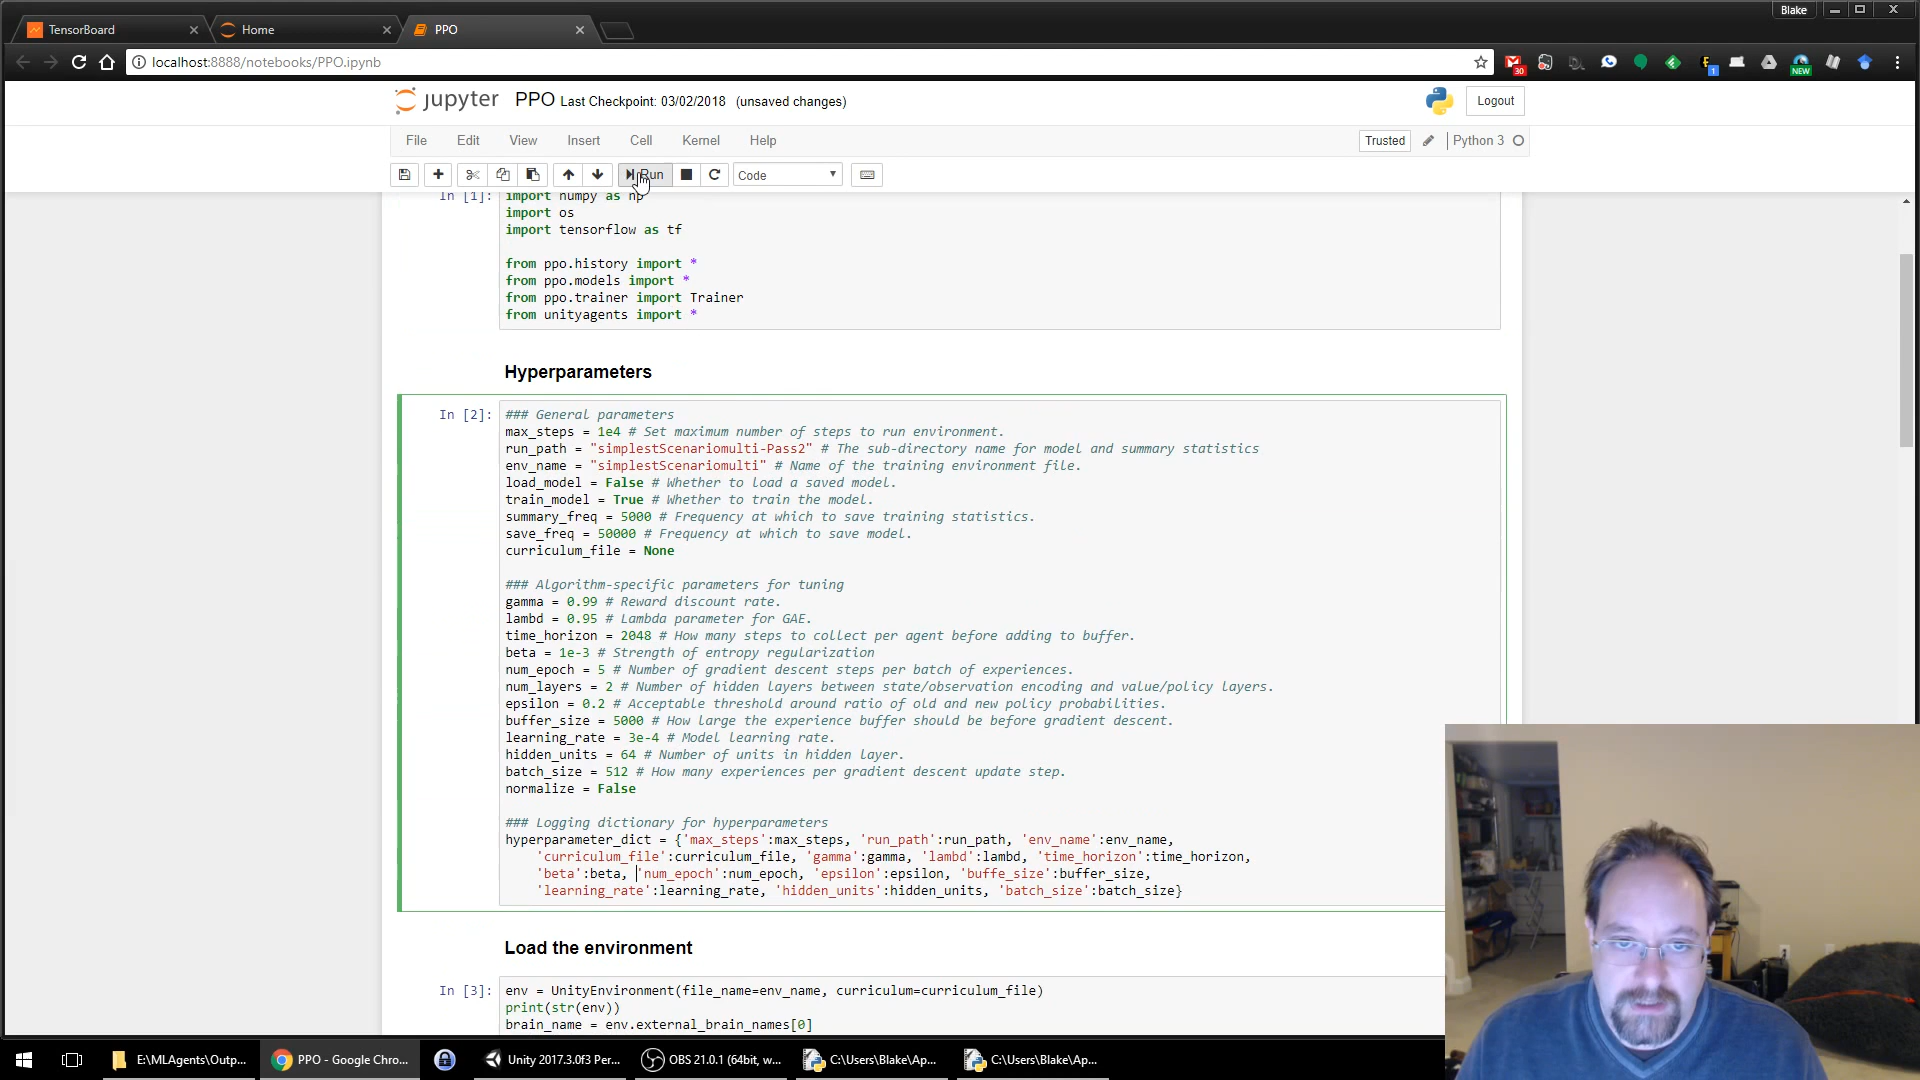 Blake
TensorBoard
Home
PPO
localhost:8888/notebooks/PPO.ipynb
30
1
NEW
jupyter PPO Last Checkpoint: 03/02/2018 (unsaved changes)
Logout
File Edit View Insert Cell Kernel Help
Trusted Python 3
Run Code
In [1]: import numpy as np
import os
import tensorflow as tf
from ppo.history import *
from ppo.models import *
from ppo.trainer import Trainer
from unityagents import *
Hyperparameters
In [2]: ### General parameters
max_steps = 1e4 # Set maximum number of steps to run environment.
run_path = "simplestScenariomulti-Pass2" # The sub-directory name for model and summary statistics
env_name = "simplestScenariomulti" # Name of the training environment file.
load_model = False # Whether to load a saved model.
train_model = True # Whether to train the model.
summary_freq = 5000 # Frequency at which to save training statistics.
save_freq = 50000 # Frequency at which to save model.
curriculum_file = None
### Algorithm-specific parameters for tuning
gamma = 0.99 # Reward discount rate.
lambd = 0.95 # Lambda parameter for GAE.
time_horizon = 2048 # How many steps to collect per agent before adding to buffer.
beta = 1e-3 # Strength of entropy regularization
num_epoch = 5 # Number of gradient descent steps per batch of experiences.
num_layers = 2 # Number of hidden layers between state/observation encoding and value/policy layers.
epsilon = 0.2 # Acceptable threshold around ratio of old and new policy probabilities.
buffer_size = 5000 # How large the experience buffer should be before gradient descent.
learning_rate = 3e-4 # Model learning rate.
hidden_units = 64 # Number of units in hidden layer.
batch_size = 512 # How many experiences per gradient descent update step.
normalize = False
### Logging dictionary for hyperparameters
hyperparameter_dict = {'max_steps':max_steps, 'run_path':run_path, 'env_name':env_name,
'curriculum_file':curriculum_file, 'gamma':gamma, 'lambd':lambd, 'time_horizon':time_horizon,
'beta':beta, 'num_epoch':num_epoch, 'epsilon':epsilon, 'buffe_size':buffer_size,
'learning_rate':learning_rate, 'hidden_units':hidden_units, 'batch_size':batch_size}
Load the environment
In [3]: env = UnityEnvironment(file_name=env_name, curriculum=curriculum_file)
print(str(env))
brain_name = env.external_brain_names[0]
E:\MLAgents\Outp...
PPO - Google Chro...
Unity 2017.3.0f3 Per...
OBS 21.0.1 (64bit, w...
C:\Users\Blake\Ap...
C:\Users\Blake\Ap...